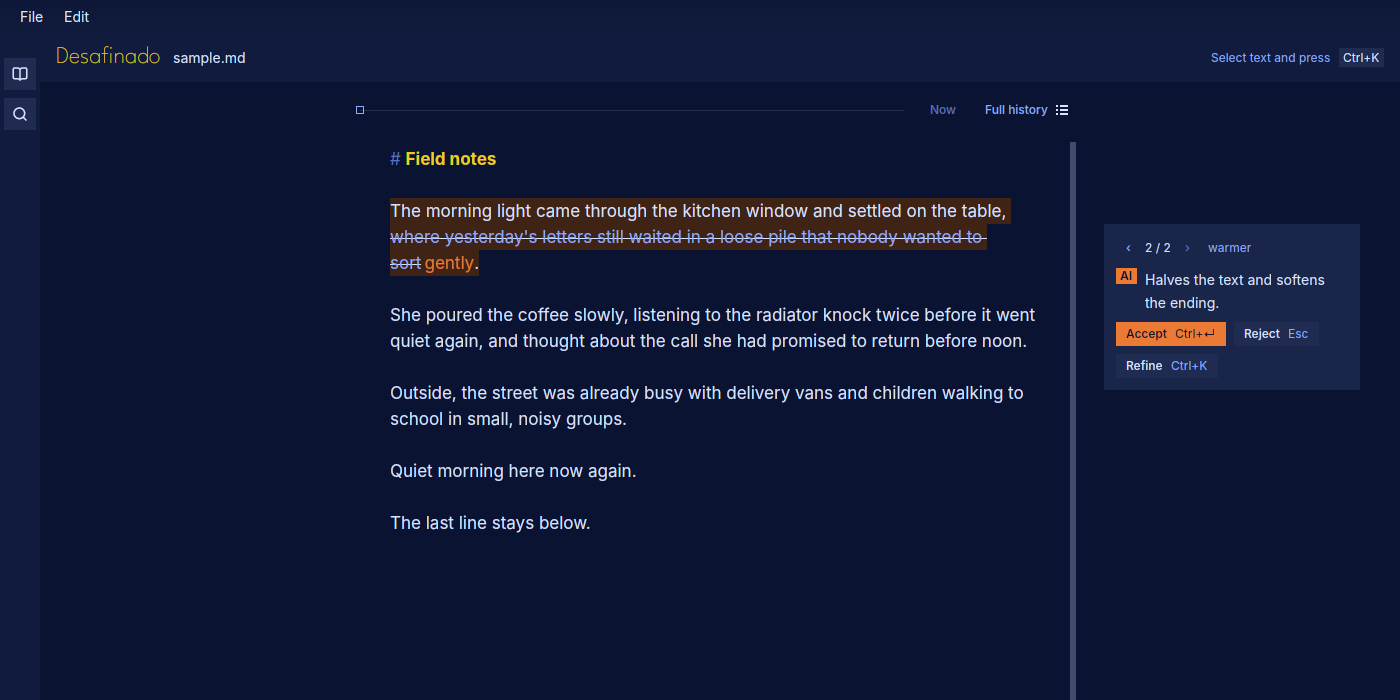 File Edit
Desafinado sample.md Select text and press Ctrl+K
Now Full history
# Field notes
The morning light came through the kitchen window and settled on the table,
where yesterday's letters still waited in a loose pile that nobody wanted to
sort gently.
She poured the coffee slowly, listening to the radiator knock twice before it went
quiet again, and thought about the call she had promised to return before noon.
Outside, the street was already busy with delivery vans and children walking to
school in small, noisy groups.
Quiet morning here now again.
The last line stays below.
‹ 2 / 2 › warmer
AI Halves the text and softens
the ending.
Accept Ctrl+↵ Reject Esc
Refine Ctrl+K